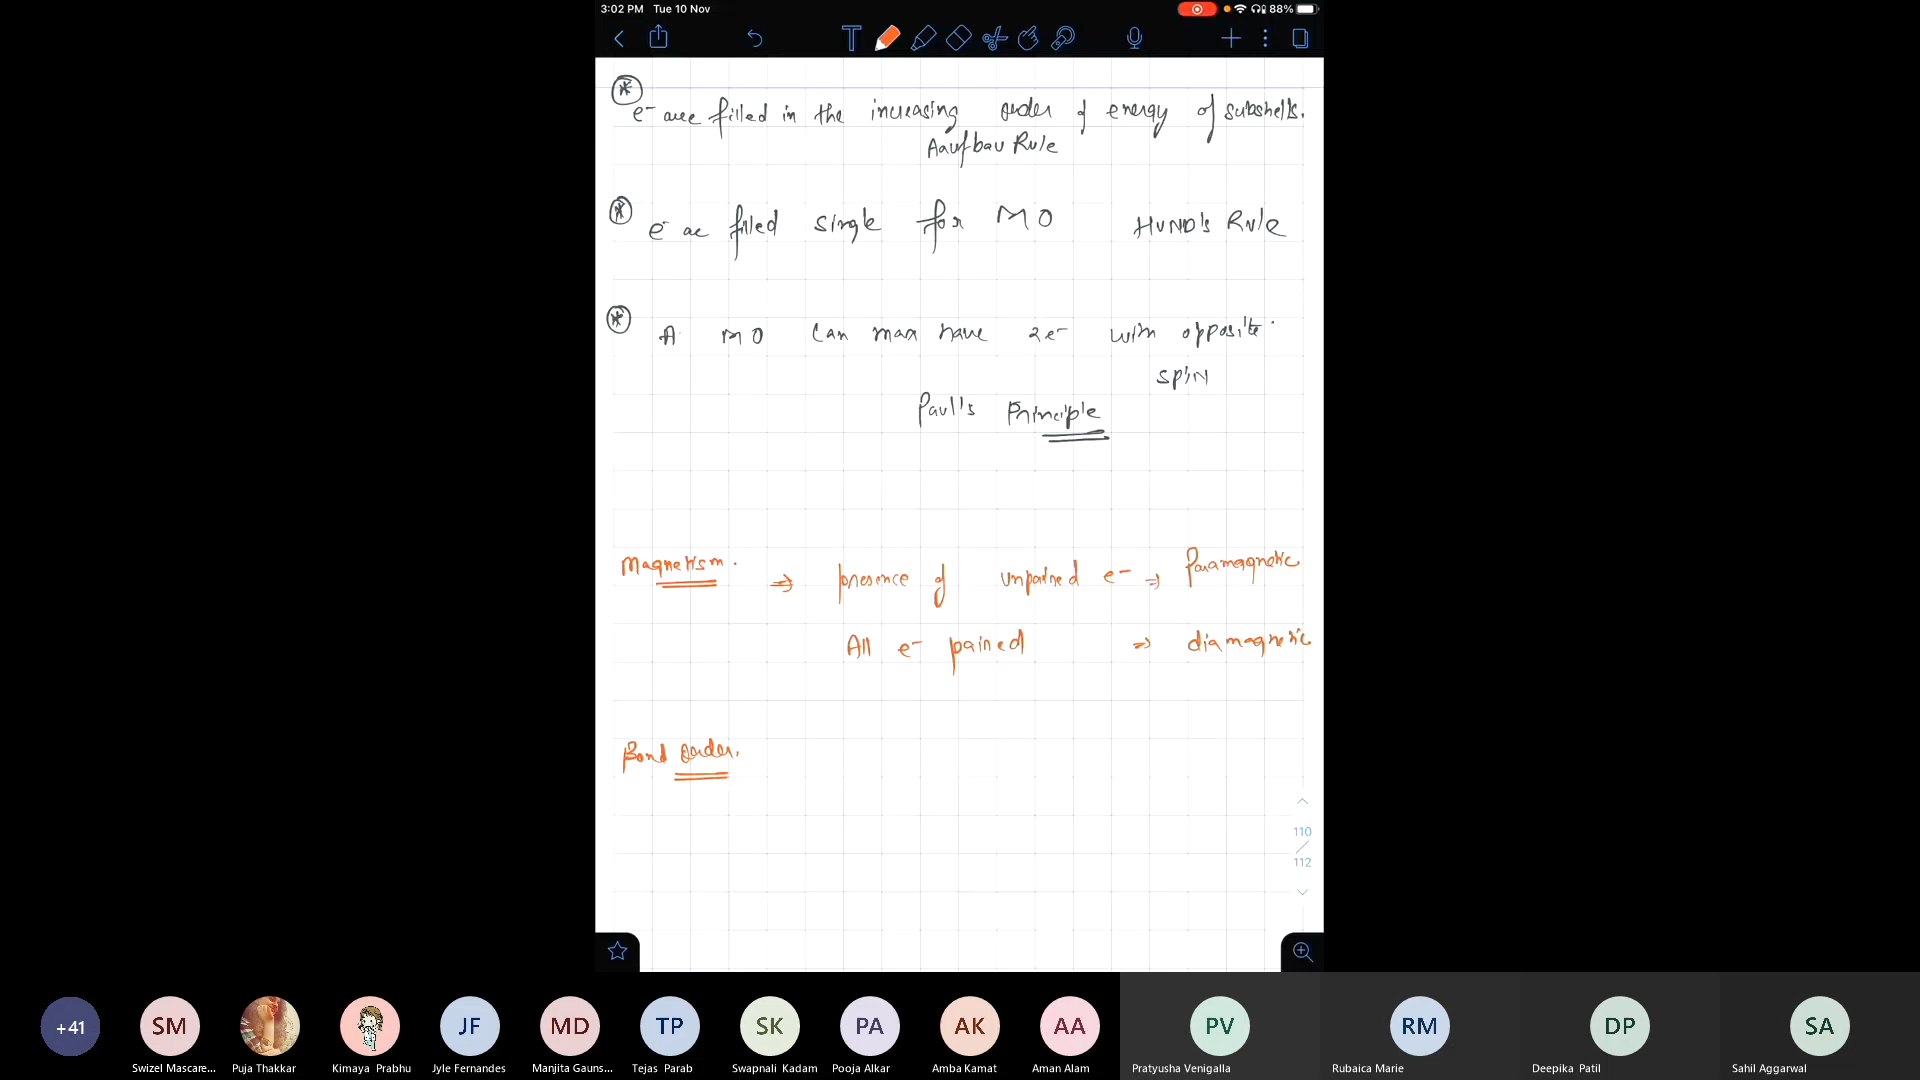 3:02 PM Tue 10 Nov
88%
e⁻ are filled in the increasing order of energy of subshells.
Aaufbau Rule
e⁻ are filled single for MO HUND's Rule
A MO can max have 2e⁻ with opposite
SPIN
Paul's Principle
Magnetism. ⇒ presence of unpaired e⁻ ⇒ Paramagnetic
All e⁻ paired ⇒ diamagnetic
Bond Order.
110
112
+41 SM JF MD TP SK PA AK AA PV RM DP SA
Swizel Mascare... Puja Thakkar Kimaya Prabhu Jyle Fernandes Manjita Gauns... Tejas Parab Swapnali Kadam Pooja Alkar Amba Kamat Aman Alam Pratyusha Venigalla Rubaica Marie Deepika Patil Sahil Aggarwal